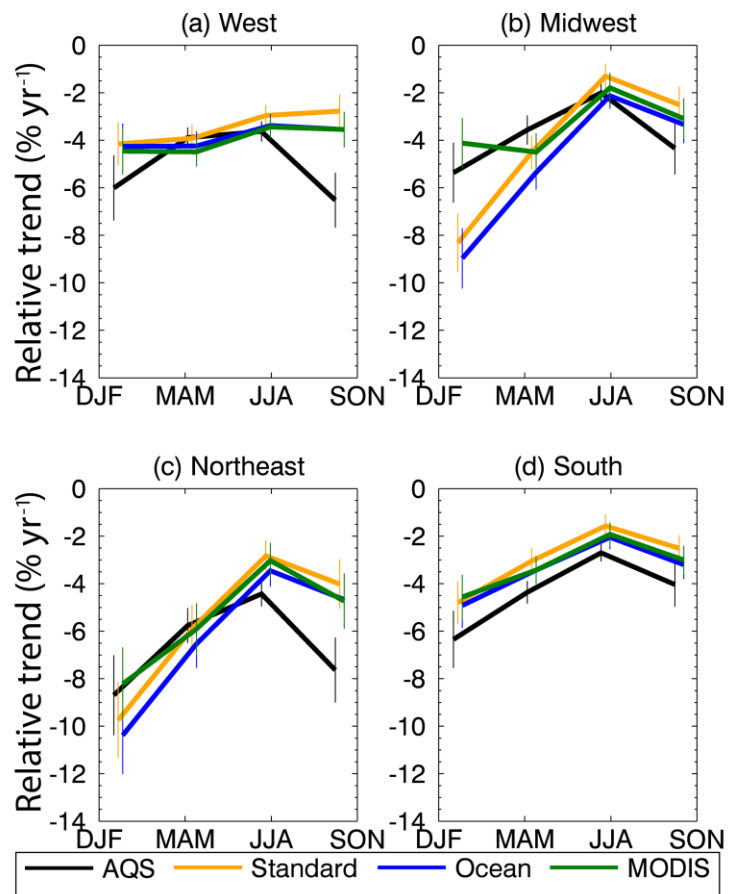 (a) West
(b) Midwest
Relative trend (% yr⁻¹)
0
-2
-4
-6
-8
-10
-12
-14
DJF MAM JJA SON
0
-2
-4
-6
-8
-10
-12
-14
DJF MAM JJA SON
(c) Northeast
(d) South
Relative trend (% yr⁻¹)
0
-2
-4
-6
-8
-10
-12
-14
DJF MAM JJA SON
0
-2
-4
-6
-8
-10
-12
-14
DJF MAM JJA SON
AQS Standard Ocean MODIS